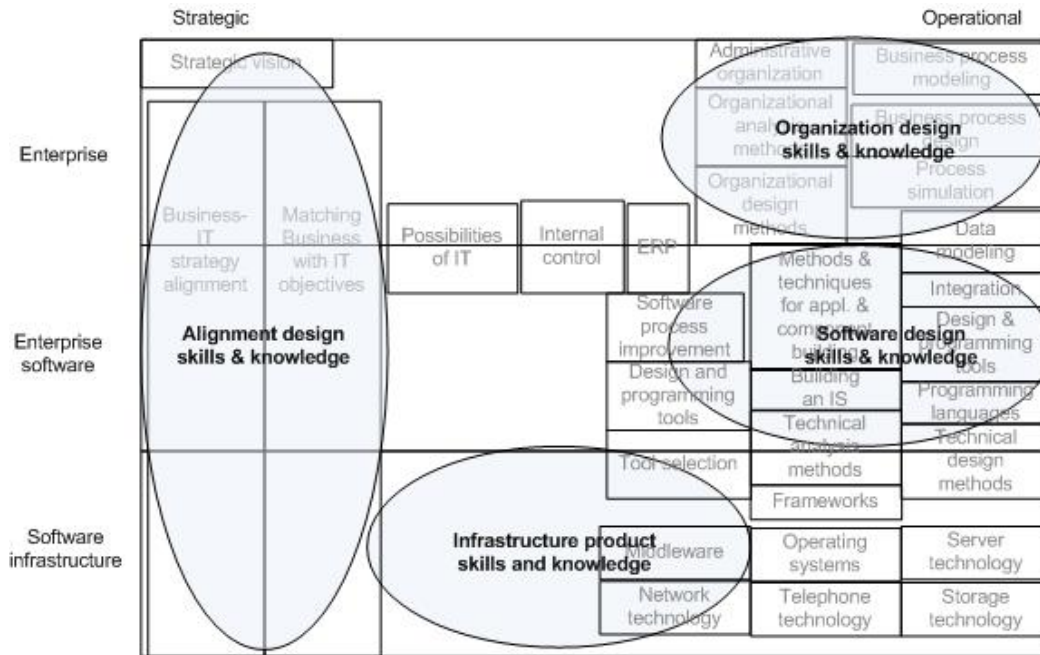 Strategic
Operational
Enterprise
Enterprise
software
Software
infrastructure
Strategic vision
Business-
IT
strategy
alignment
Matching
Business
with IT
objectives
Alignment design
skills & knowledge
Possibilities
of IT
Internal
control
ERP
Administrative
organization
Organizational
analysis
methods
Organizational
design
methods
Business process
modeling
Business process
design
Process
simulation
Organization design
skills & knowledge
Data
modeling
Integration
Design &
programming
tools
Programming
languages
Technical
design
methods
Methods &
techniques
for appl. &
component
building
Building
an IS
Technical
analysis
methods
Frameworks
Software design
skills & knowledge
Software
process
improvement
Design and
programming
tools
Tool selection
Infrastructure product
skills and knowledge
Middleware
Operating
systems
Server
technology
Network
technology
Telephone
technology
Storage
technology